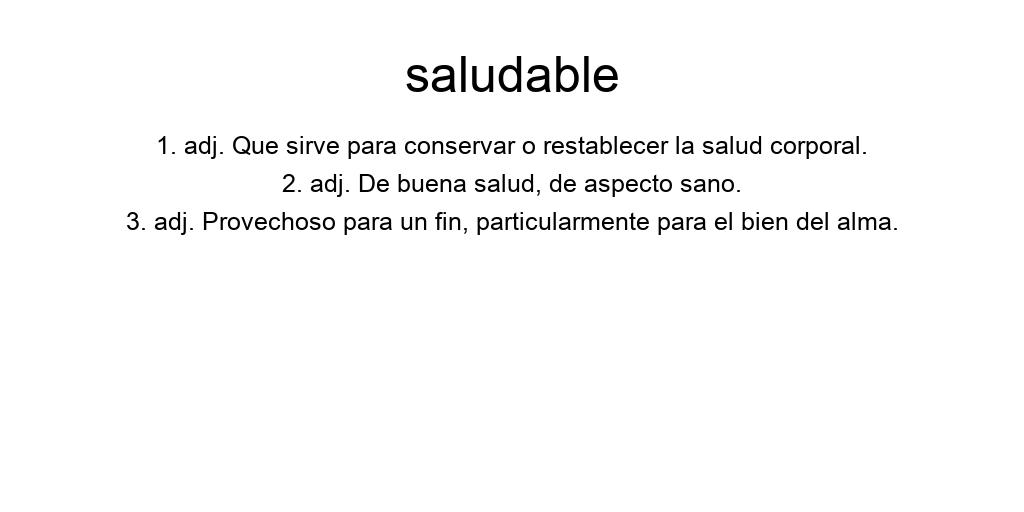 saludable
1. adj. Que sirve para conservar o restablecer la salud corporal.
2. adj. De buena salud, de aspecto sano.
3. adj. Provechoso para un fin, particularmente para el bien del alma.